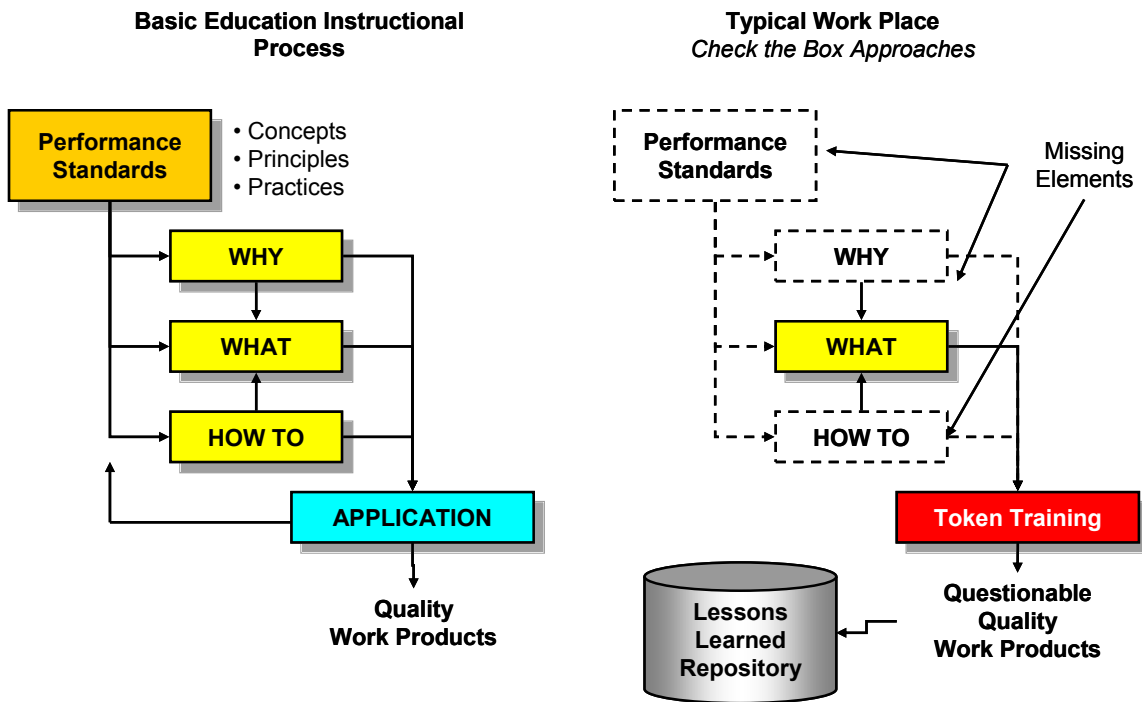 Basic Education Instructional
Process
Performance
Standards
• Concepts
• Principles
• Practices
WHY
WHAT
HOW TO
APPLICATION
Quality
Work Products
Typical Work Place
Check the Box Approaches
Performance
Standards
Missing
Elements
WHY
WHAT
HOW TO
Token Training
Questionable
Quality
Work Products
Lessons
Learned
Repository